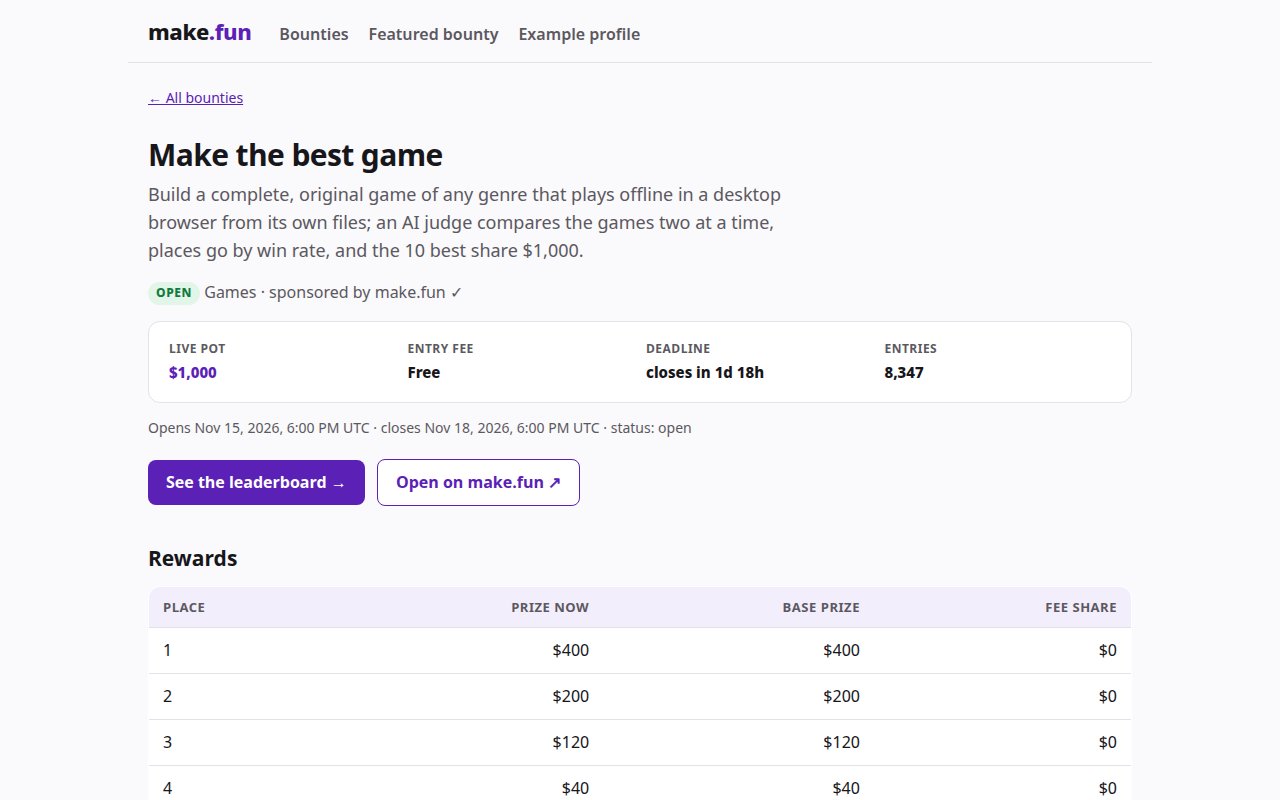 make.fun Bounties Featured bounty Example profile
← All bounties
Make the best game
Build a complete, original game of any genre that plays offline in a desktop
browser from its own files; an AI judge compares the games two at a time,
places go by win rate, and the 10 best share $1,000.
OPEN Games · sponsored by make.fun ✓
LIVE POT ENTRY FEE DEADLINE ENTRIES
$1,000 Free closes in 1d 18h 8,347
Opens Nov 15, 2026, 6:00 PM UTC · closes Nov 18, 2026, 6:00 PM UTC · status: open
See the leaderboard → Open on make.fun ↗
Rewards
PLACE PRIZE NOW BASE PRIZE FEE SHARE
1 $400 $400 $0
2 $200 $200 $0
3 $120 $120 $0
4 $40 $40 $0